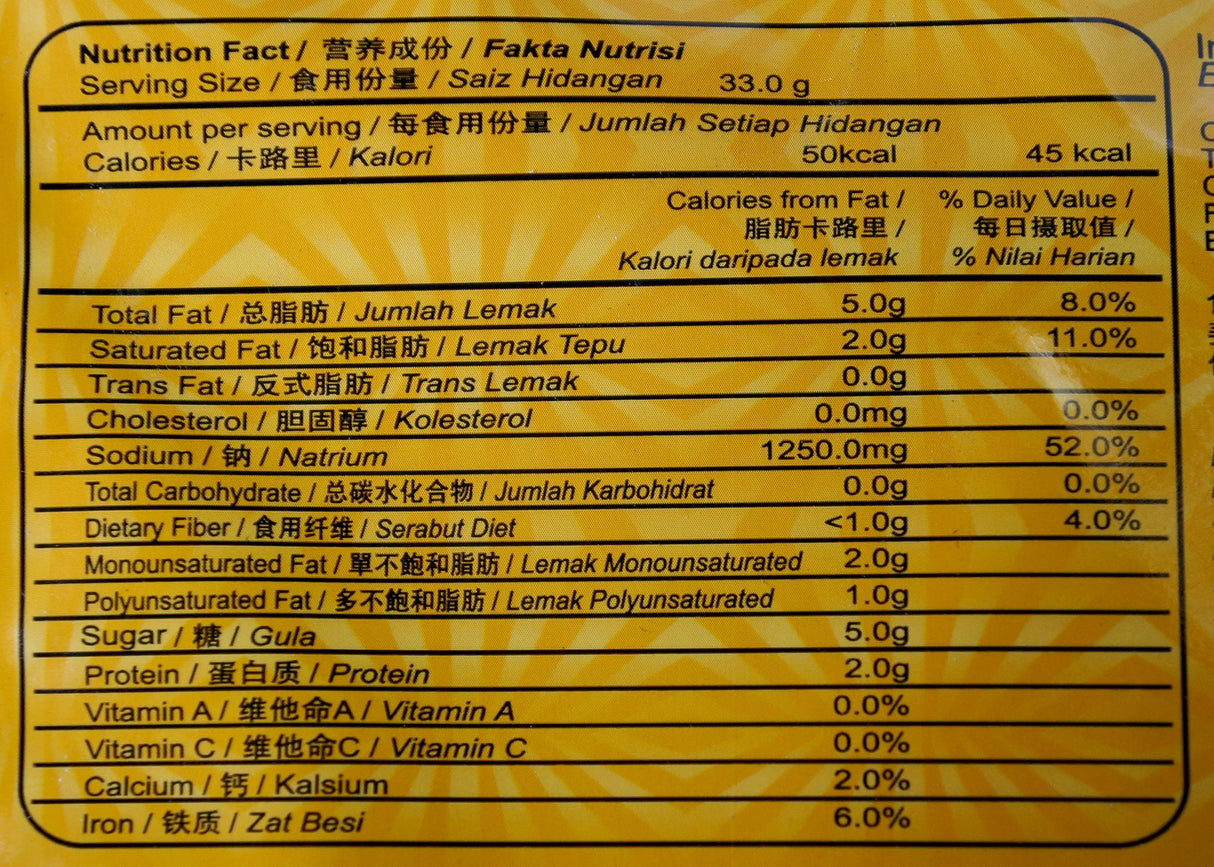 Nutrition Fact / 营养成份 / Fakta Nutrisi
Serving Size / 食用份量 / Saiz Hidangan 33.0 g
Amount per serving / 每食用份量 / Jumlah Setiap Hidangan
Calories / 卡路里 / Kalori 50kcal 45 kcal
Calories from Fat / % Daily Value /
脂肪卡路里 / 每日摄取值 /
Kalori daripada lemak % Nilai Harian
Total Fat / 总脂肪 / Jumlah Lemak 5.0g 8.0%
Saturated Fat / 饱和脂肪 / Lemak Tepu 2.0g 11.0%
Trans Fat / 反式脂肪 / Trans Lemak 0.0g
Cholesterol / 胆固醇 / Kolesterol 0.0mg 0.0%
Sodium / 钠 / Natrium 1250.0mg 52.0%
Total Carbohydrate / 总碳水化合物 / Jumlah Karbohidrat 0.0g 0.0%
Dietary Fiber / 食用纤维 / Serabut Diet <1.0g 4.0%
Monounsaturated Fat / 單不飽和脂肪 / Lemak Monounsaturated 2.0g
Polyunsaturated Fat / 多不飽和脂肪 / Lemak Polyunsaturated 1.0g
Sugar / 糖 / Gula 5.0g
Protein / 蛋白质 / Protein 2.0g
Vitamin A / 维他命A / Vitamin A 0.0%
Vitamin C / 维他命C / Vitamin C 0.0%
Calcium / 钙 / Kalsium 2.0%
Iron / 铁质 / Zat Besi 6.0%